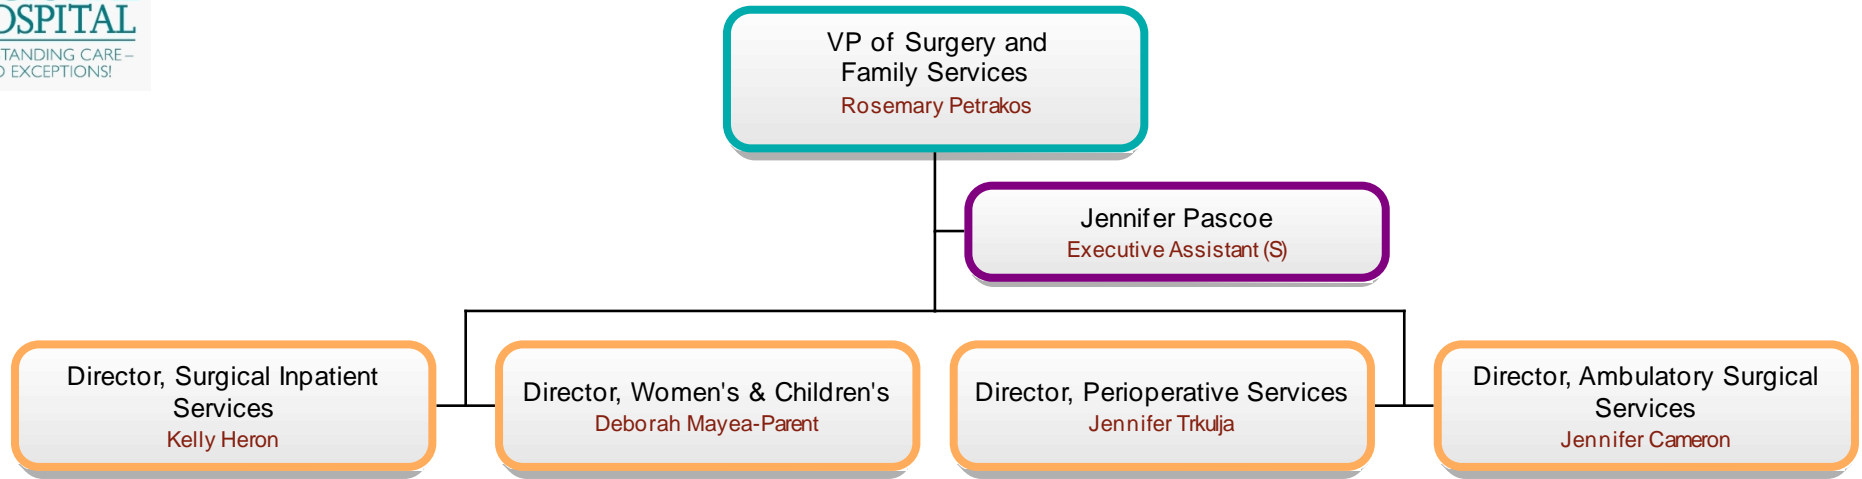 OSPITAL
TANDING CARE–
EXCEPTIONS!
VP of Surgery and
Family Services
Rosemary Petrakos
Jennifer Pascoe
Executive Assistant (S)
Director, Surgical Inpatient
Services
Kelly Heron
Director, Women's & Children's
Deborah Mayea-Parent
Director, Perioperative Services
Jennifer Trkulja
Director, Ambulatory Surgical
Services
Jennifer Cameron